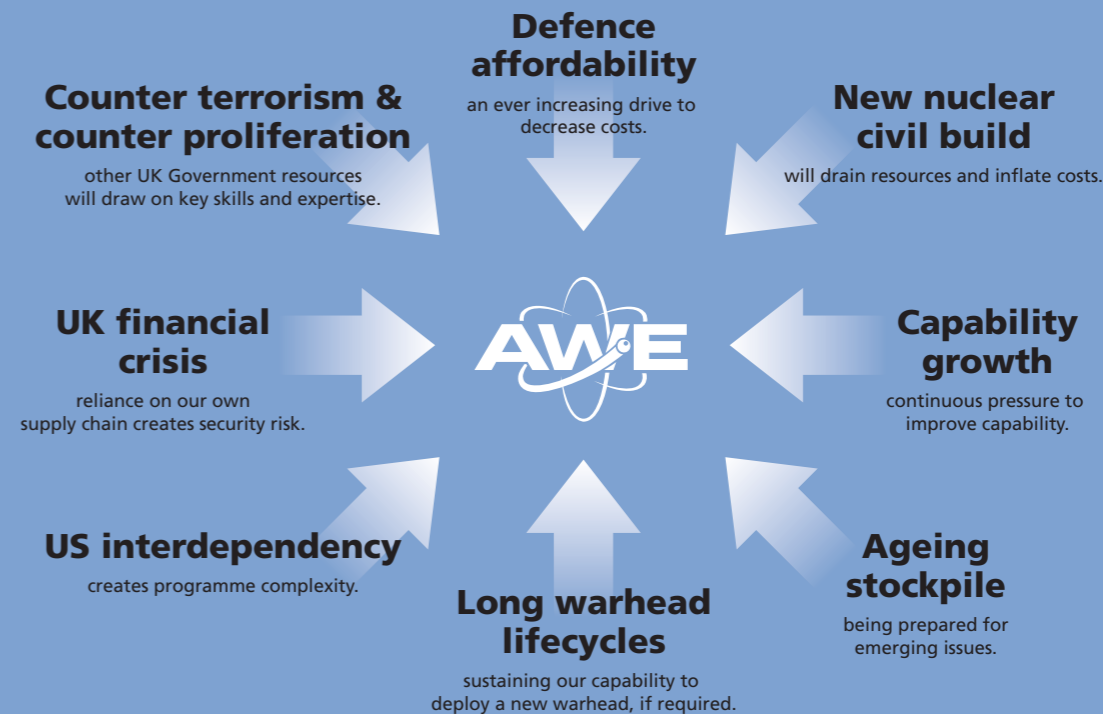 Defence
affordability
an ever increasing drive to
decrease costs.
Counter terrorism &
counter proliferation
other UK Government resources
will draw on key skills and expertise.
New nuclear
civil build
will drain resources and inflate costs.
UK financial
crisis
reliance on our own
supply chain creates security risk.
AWE
Capability
growth
continuous pressure to
improve capability.
US interdependency
creates programme complexity.
Long warhead
lifecycles
sustaining our capability to
deploy a new warhead, if required.
Ageing
stockpile
being prepared for
emerging issues.